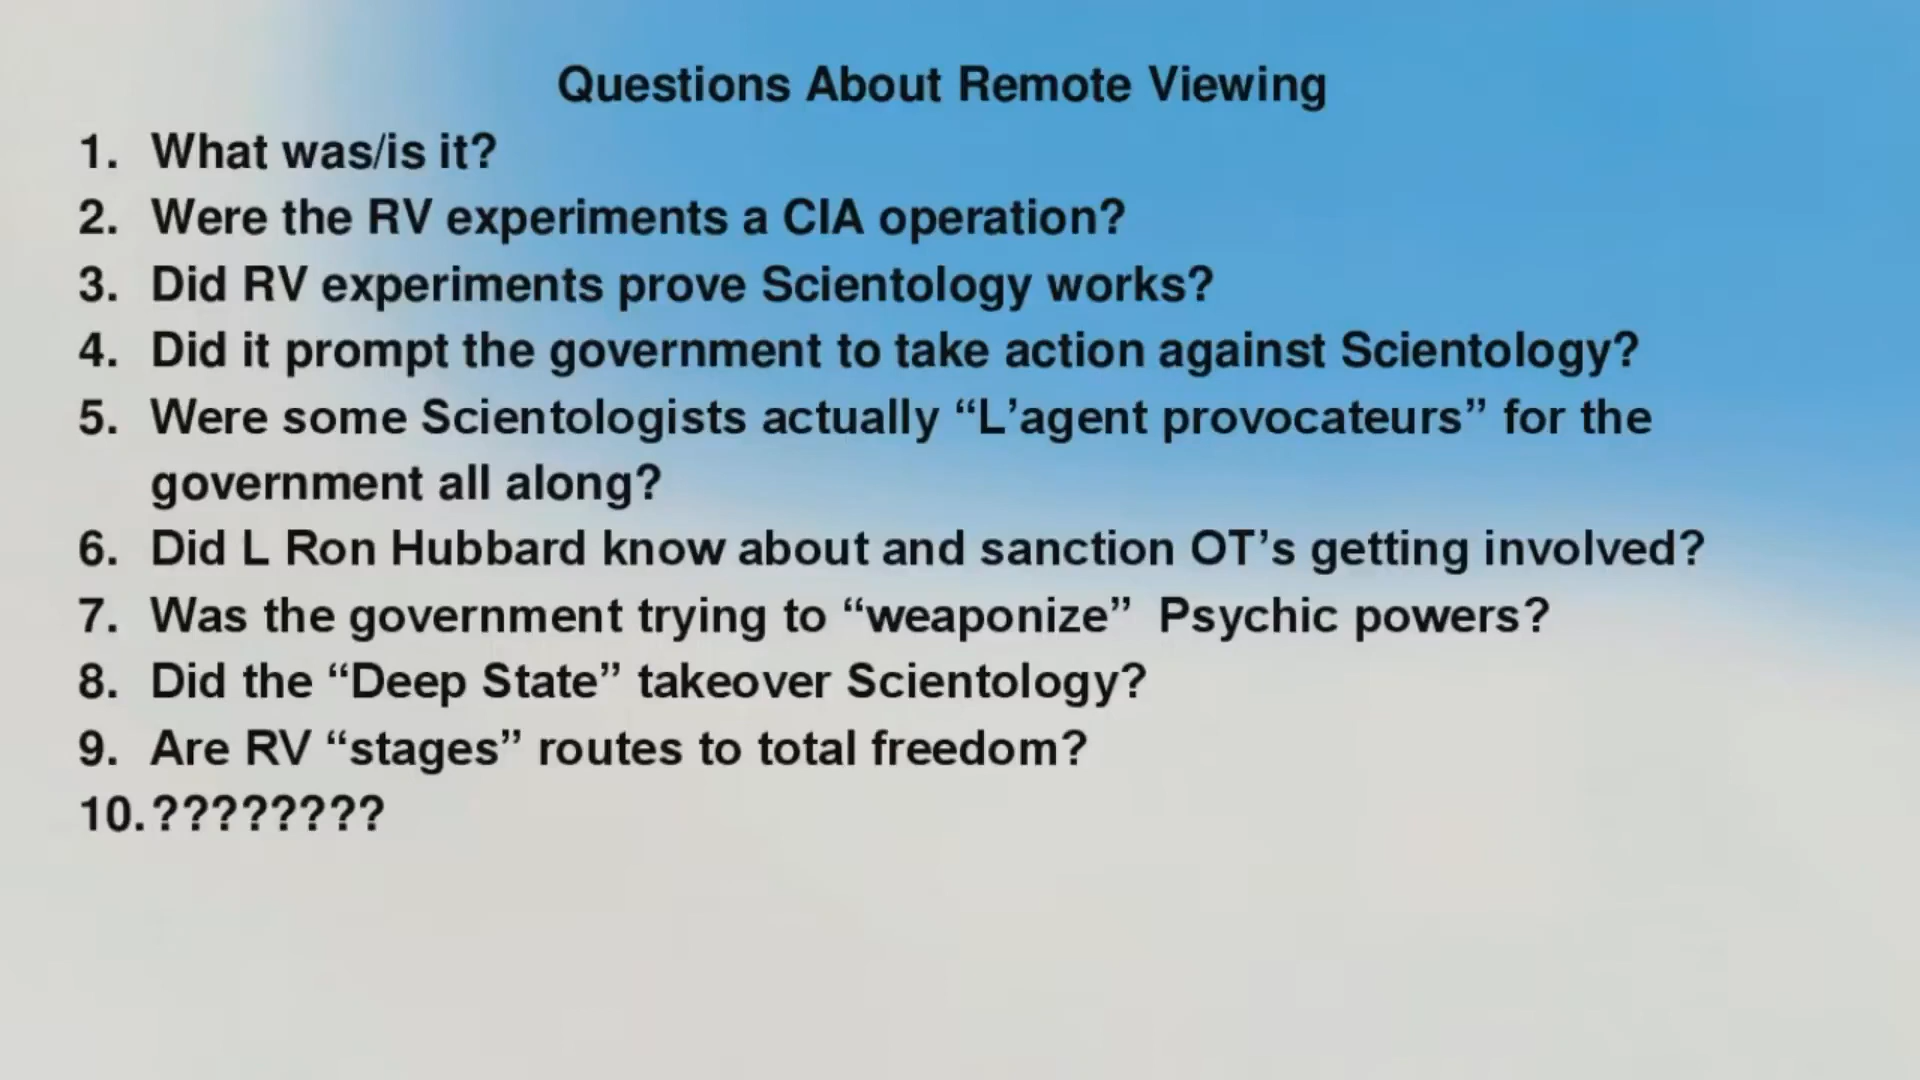 Questions About Remote Viewing
1. What was/is it?
2. Were the RV experiments a CIA operation?
3. Did RV experiments prove Scientology works?
4. Did it prompt the government to take action against Scientology?
5. Were some Scientologists actually “L’agent provocateurs” for the
government all along?
6. Did L Ron Hubbard know about and sanction OT’s getting involved?
7. Was the government trying to “weaponize”  Psychic powers?
8. Did the “Deep State” takeover Scientology?
9. Are RV “stages” routes to total freedom?
10.????????